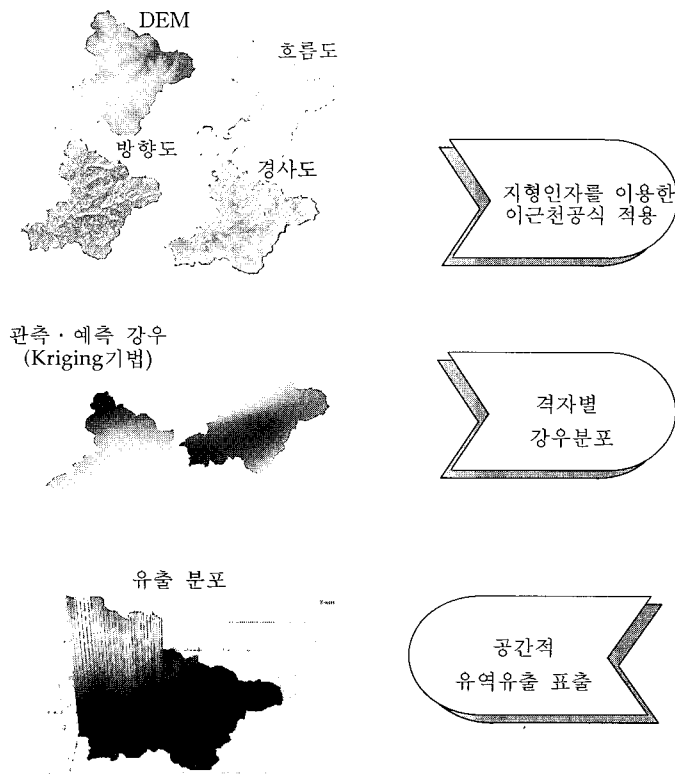 DEM
흐름도
방향도
경사도
지형인자를 이용한
이근천공식 적용
관측 · 예측 강우
(Kriging기법)
격자별
강우분포
유출 분포
공간적
유역유출 표출